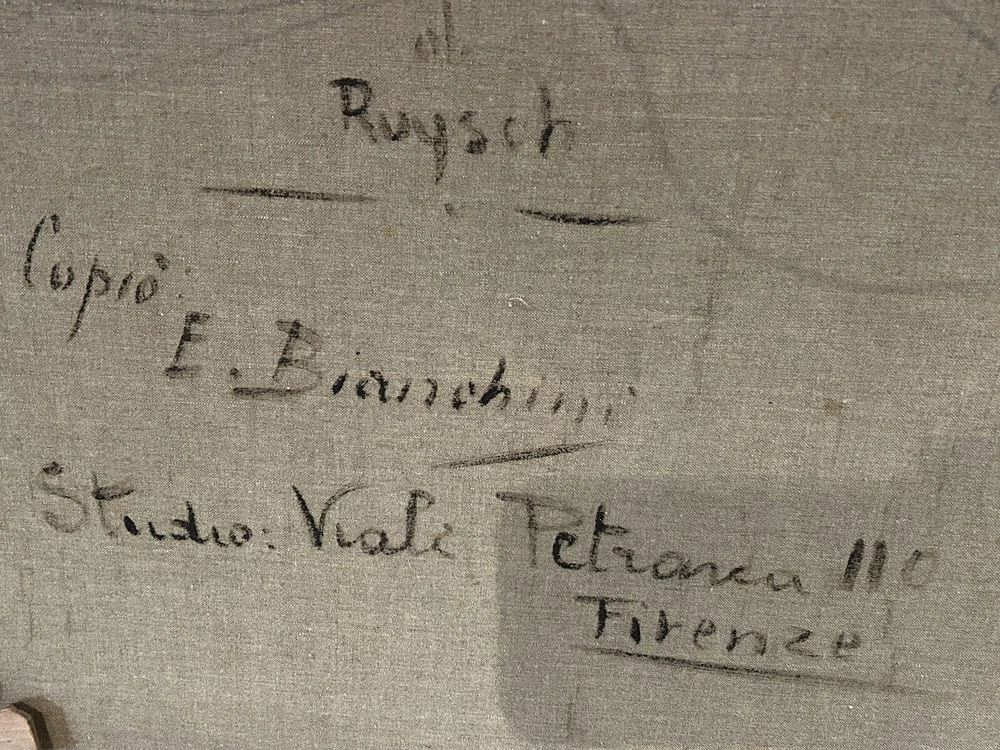 Ruysch
Copiò:
E. Bianchini
Studio: Viale Petrarca 110
Firenze